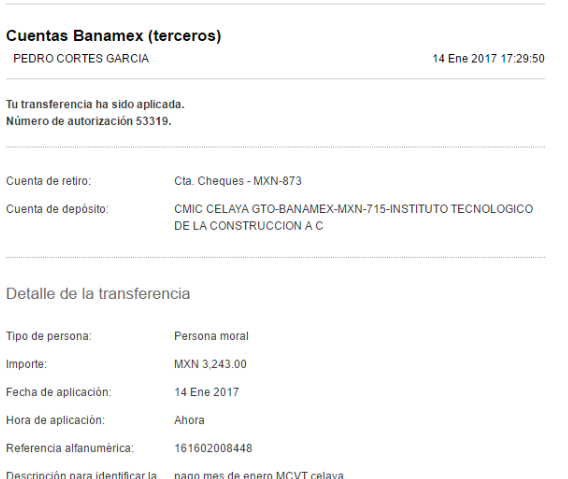 Cuentas Banamex (terceros)
PEDRO CORTES GARCIA 14 Ene 2017 17:29:50
Tu transferencia ha sido aplicada.
Número de autorización 53319.
Cuenta de retiro: Cta. Cheques - MXN-873
Cuenta de depósito: CMIC CELAYA GTO-BANAMEX-MXN-715-INSTITUTO TECNOLOGICO
DE LA CONSTRUCCION A C
Detalle de la transferencia
Tipo de persona: Persona moral
Importe: MXN 3,243.00
Fecha de aplicación: 14 Ene 2017
Hora de aplicación: Ahora
Referencia alfanumérica: 161602008448
Descripción para identificar la pago mes de enero MCVT celaya